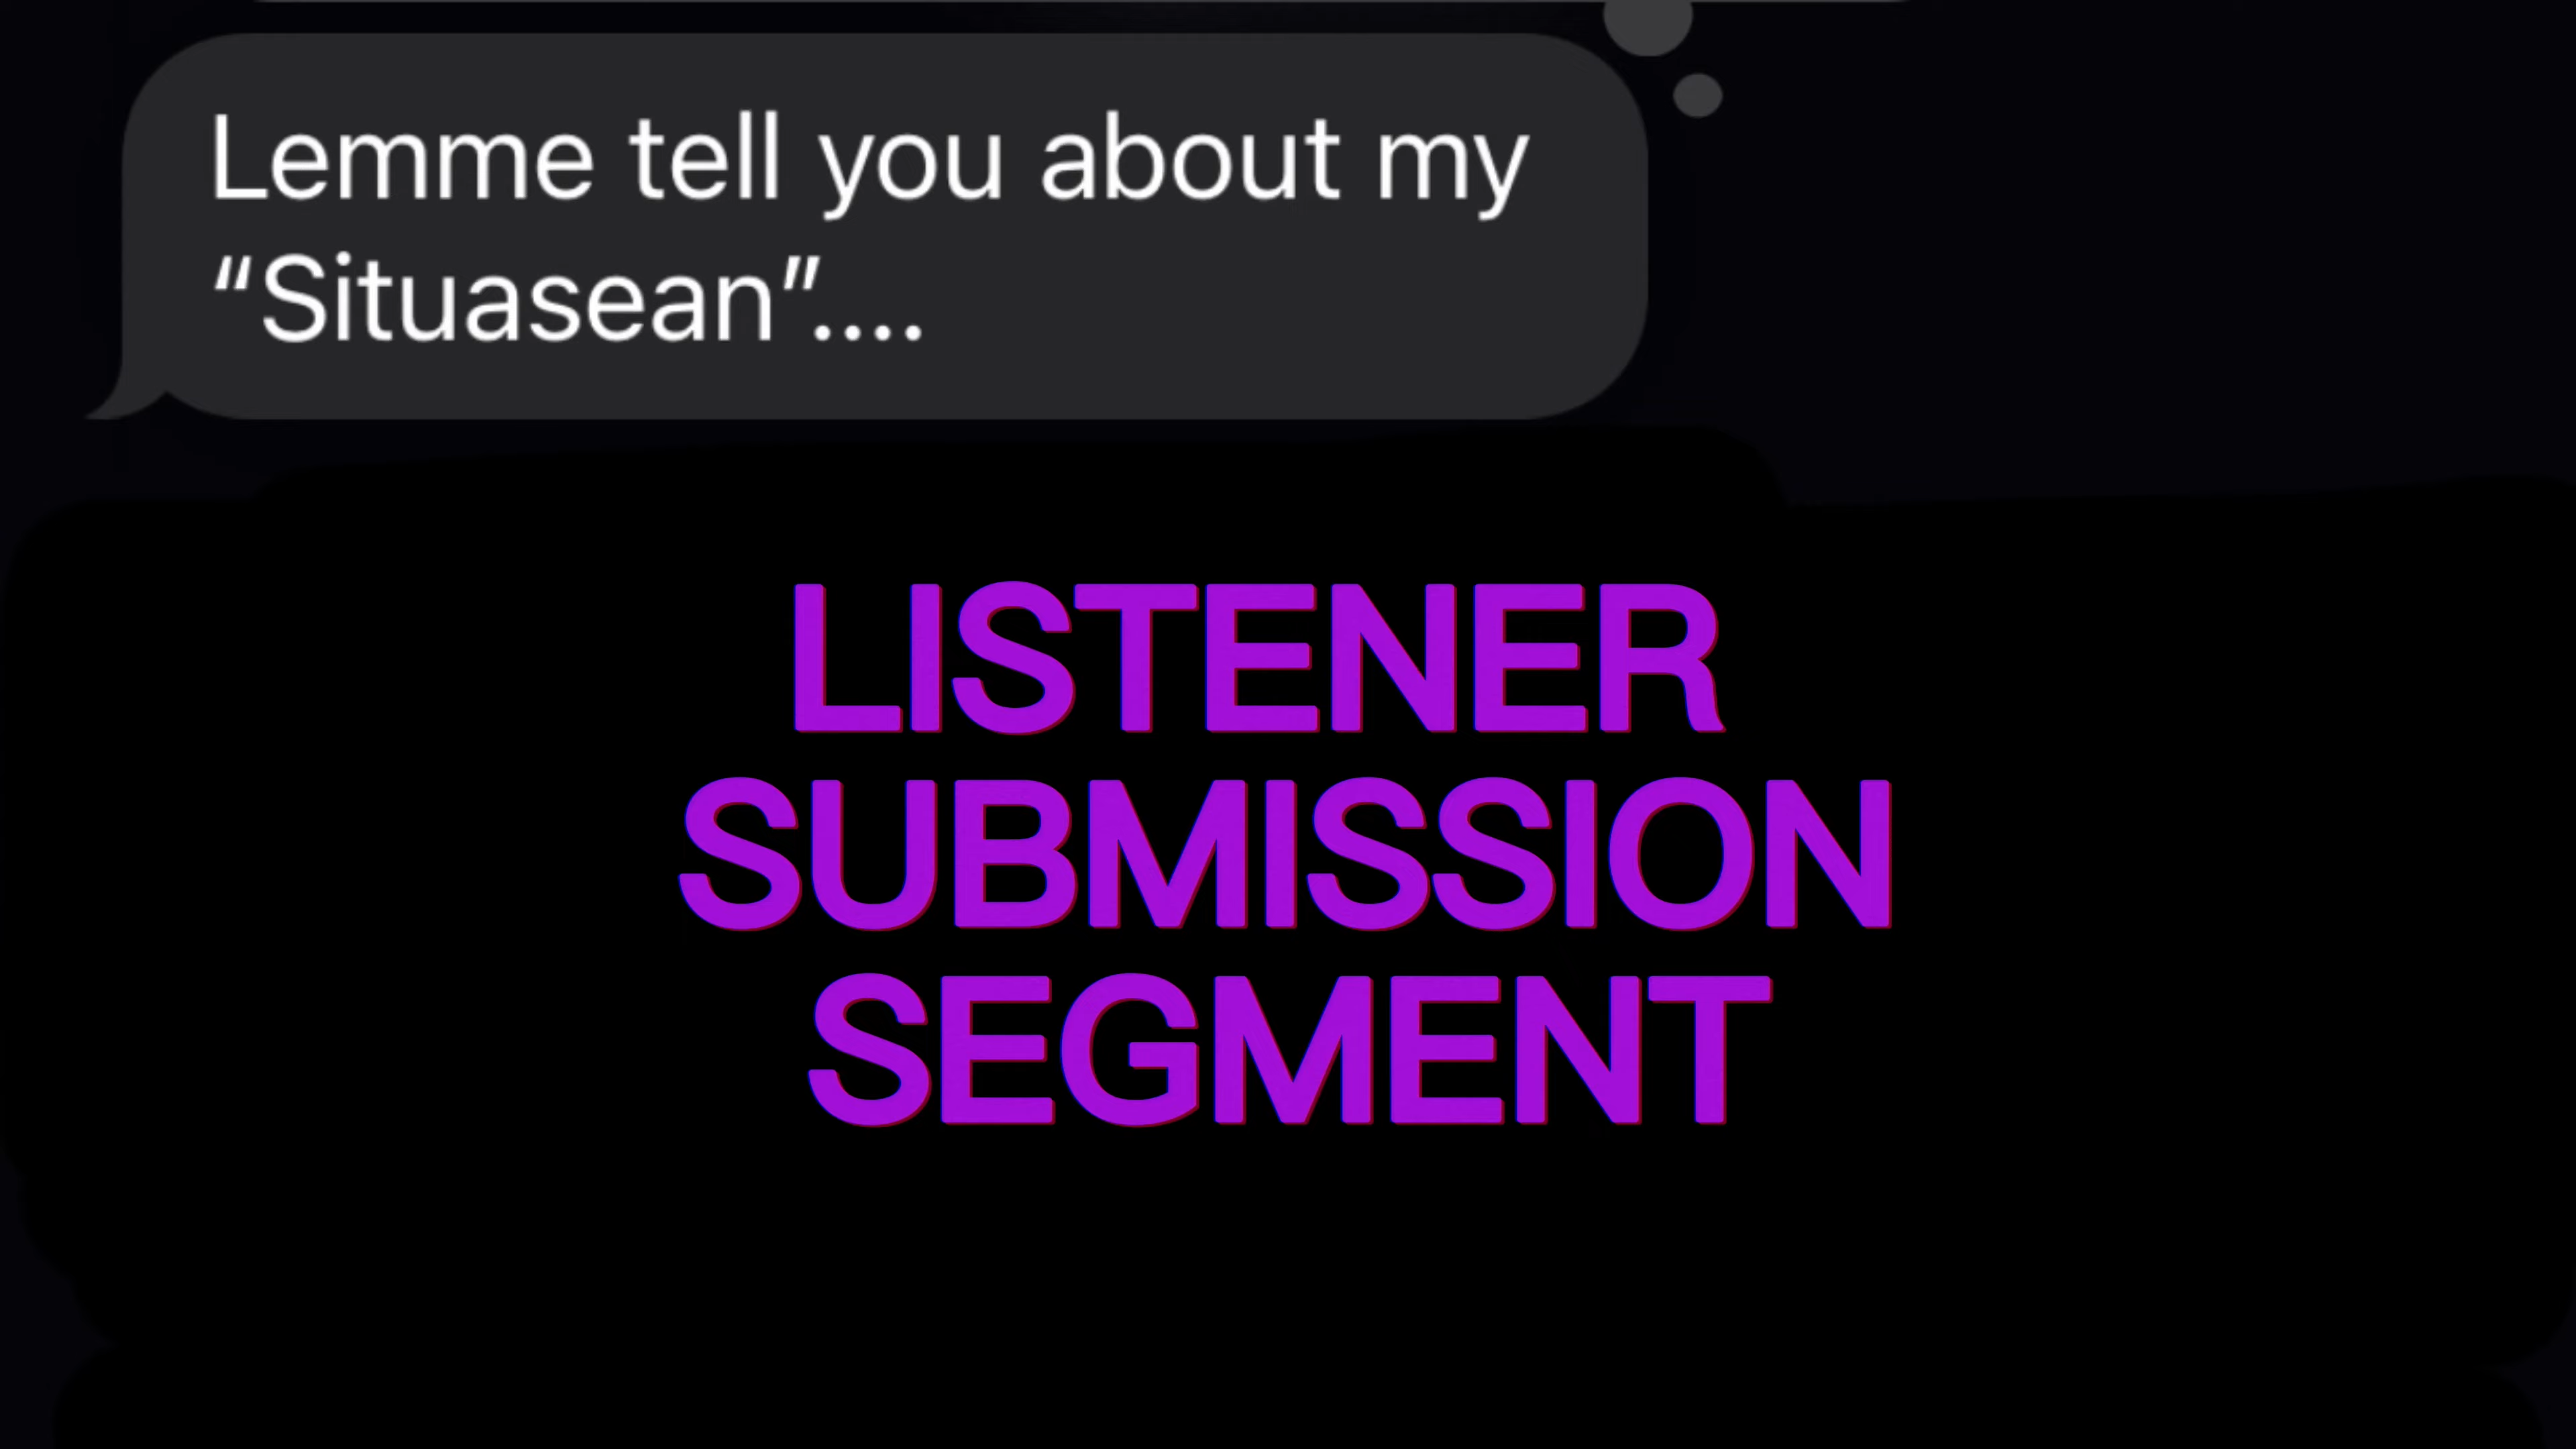 Lemme tell you about my
“Situasean”....
LISTENER
SUBMISSION
SEGMENT